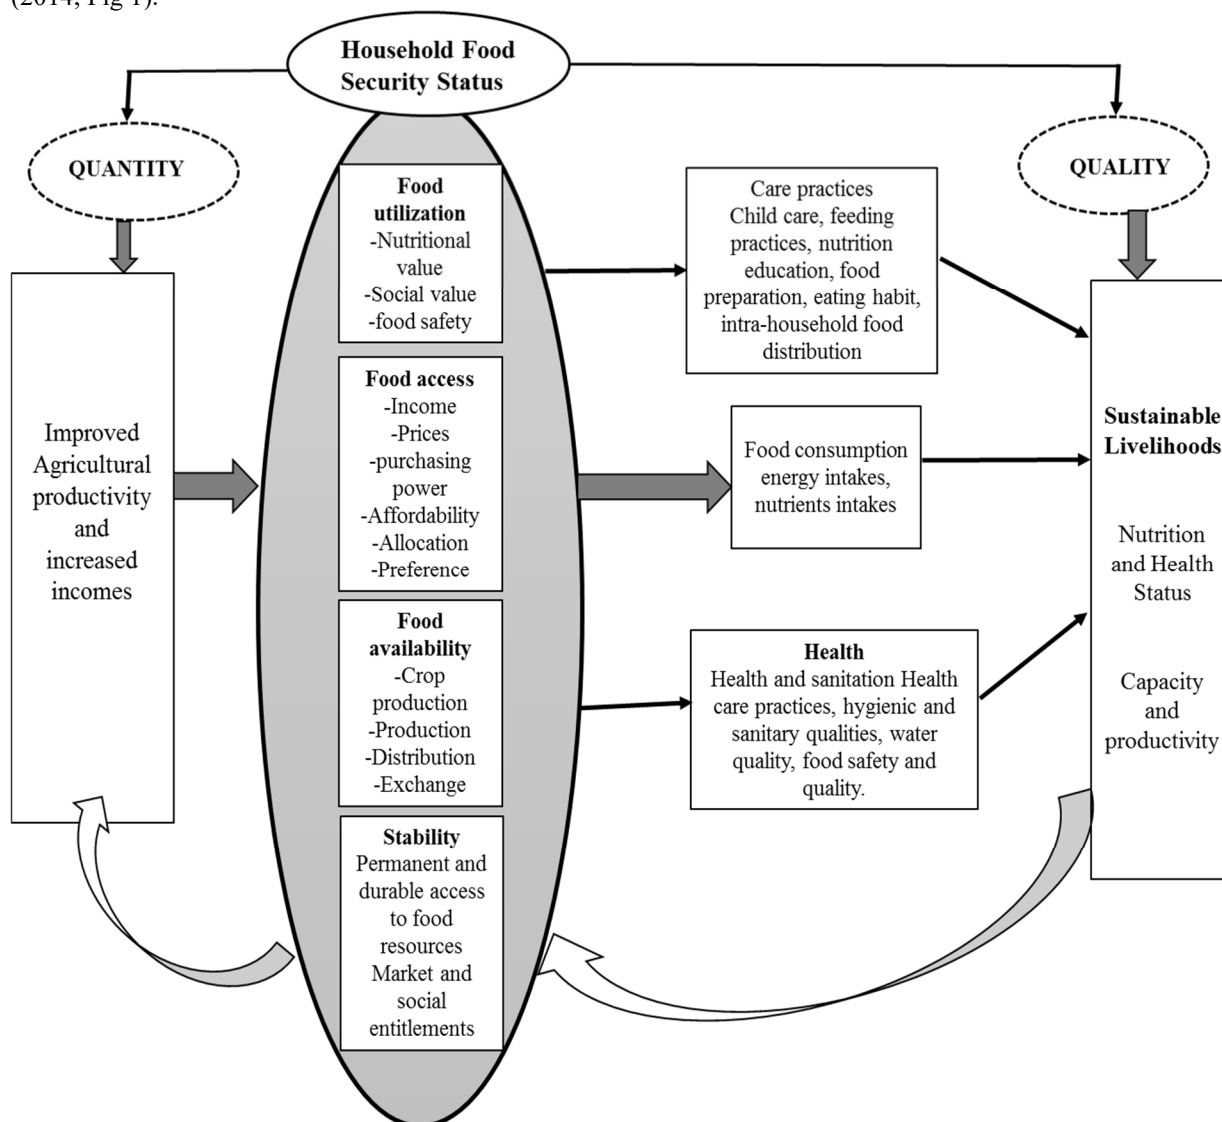 (2014, Fig 1).
Household Food
Security Status
QUANTITY
QUALITY
Improved
Agricultural
productivity
and
increased
incomes
Food
utilization
-Nutritional
value
-Social value
-food safety
Food access
-Income
-Prices
-purchasing
power
-Affordability
-Allocation
-Preference
Food
availability
-Crop
production
-Production
-Distribution
-Exchange
Stability
Permanent and
durable access
to food
resources
Market and
social
entitlements
Care practices
Child care, feeding
practices, nutrition
education, food
preparation, eating habit,
intra-household food
distribution
Food consumption
energy intakes,
nutrients intakes
Health
Health and sanitation Health
care practices, hygienic and
sanitary qualities, water
quality, food safety and
quality.
Sustainable
Livelihoods
Nutrition
and Health
Status
Capacity
and
productivity